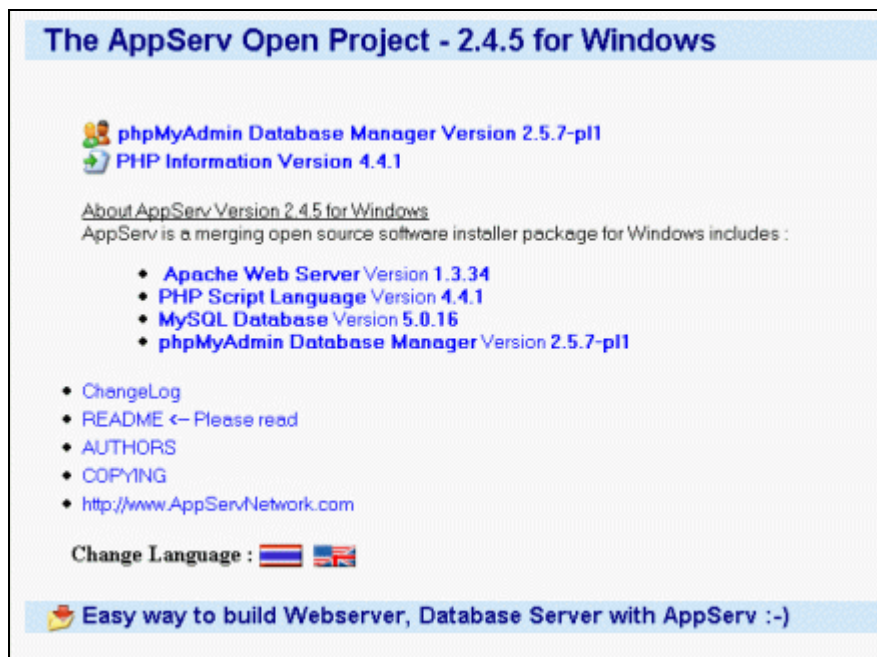 The AppServ Open Project - 2.4.5 for Windows
phpMyAdmin Database Manager Version 2.5.7-pl1
PHP Information Version 4.4.1
About AppServ Version 2.4.5 for Windows
AppServ is a merging open source software installer package for Windows includes :
Apache Web Server Version 1.3.34
PHP Script Language Version 4.4.1
MySQL Database Version 5.0.16
phpMyAdmin Database Manager Version 2.5.7-pl1
ChangeLog
README <-- Please read
AUTHORS
COPYING
http://www.AppServNetwork.com
Change Language :
Easy way to build Webserver, Database Server with AppServ :-)